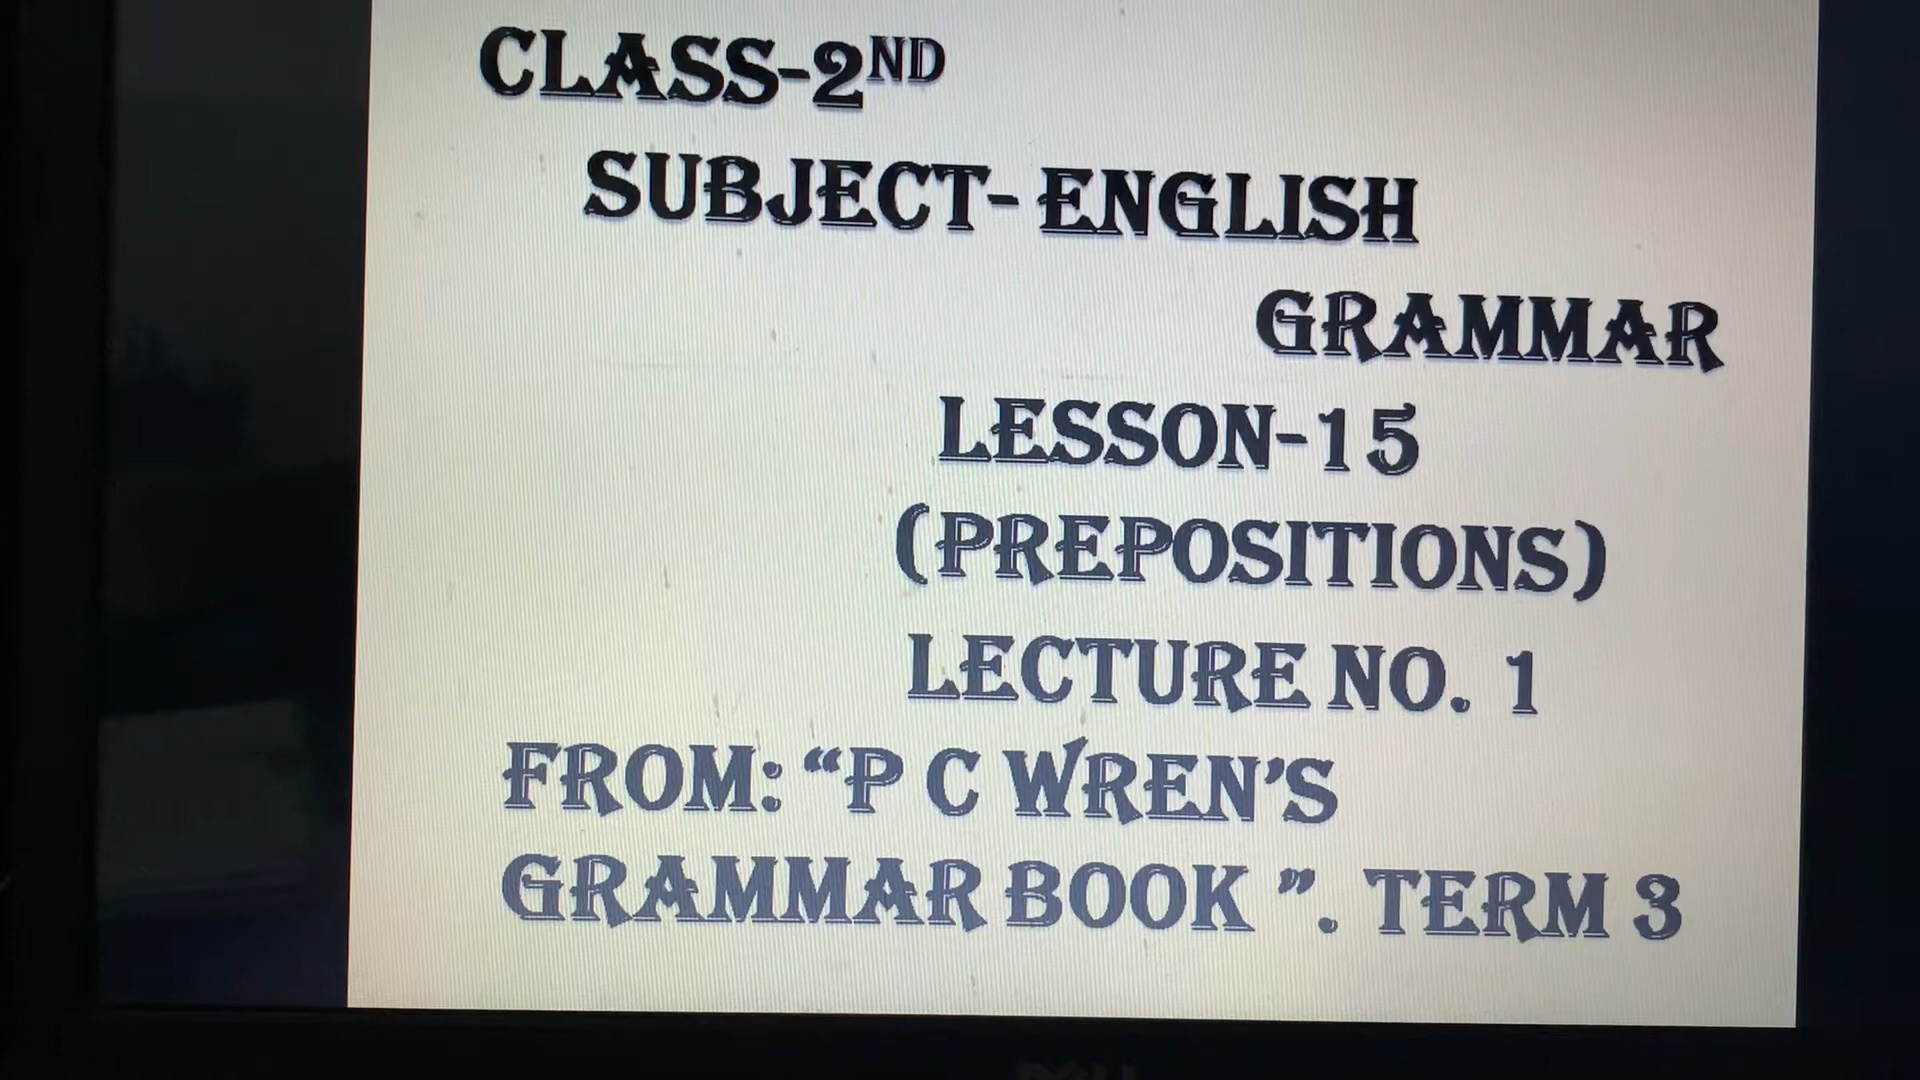 CLASS-2ND
SUBJECT- ENGLISH
GRAMMAR
LESSON-15
(PREPOSITIONS)
LECTURE NO. 1
FROM: “P C WREN’S
GRAMMAR BOOK ”. TERM 3